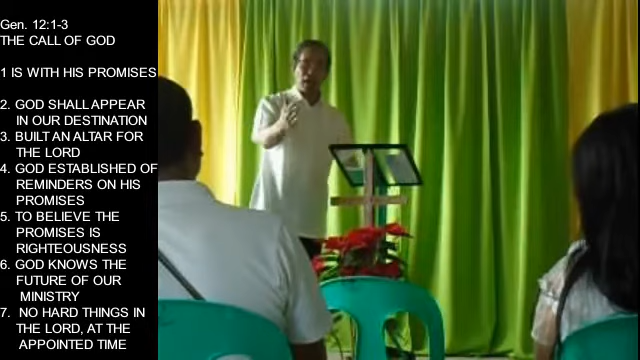 Gen. 12:1-3
THE CALL OF GOD
1 IS WITH HIS PROMISES
2. GOD SHALL APPEAR
IN OUR DESTINATION
3. BUILT AN ALTAR FOR
THE LORD
4. GOD ESTABLISHED OF
REMINDERS ON HIS
PROMISES
5. TO BELIEVE THE
PROMISES IS
RIGHTEOUSNESS
6. GOD KNOWS THE
FUTURE OF OUR
MINISTRY
7. NO HARD THINGS IN
THE LORD, AT THE
APPOINTED TIME